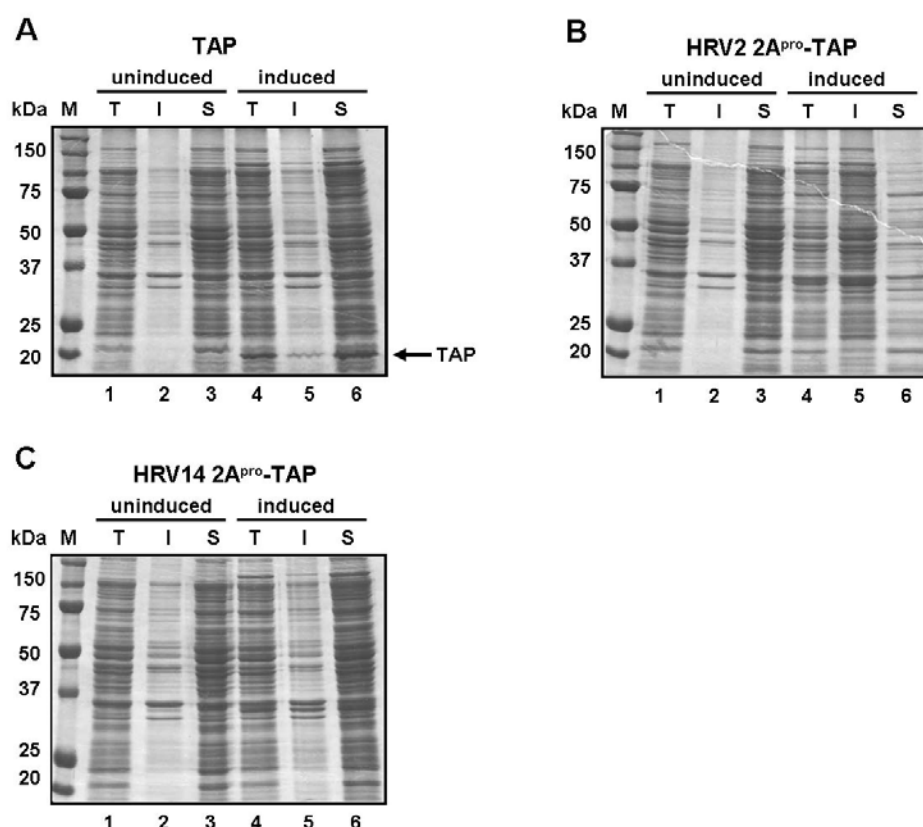 A
TAP
uninduced induced
kDa M T I S T I S
150
75
50
37
25
20
TAP
1 2 3 4 5 6
B
HRV2 2Apro-TAP
uninduced induced
kDa M T I S T I S
150
75
50
37
25
20
1 2 3 4 5 6
C
HRV14 2Apro-TAP
uninduced induced
kDa M T I S T I S
150
75
50
37
25
20
1 2 3 4 5 6